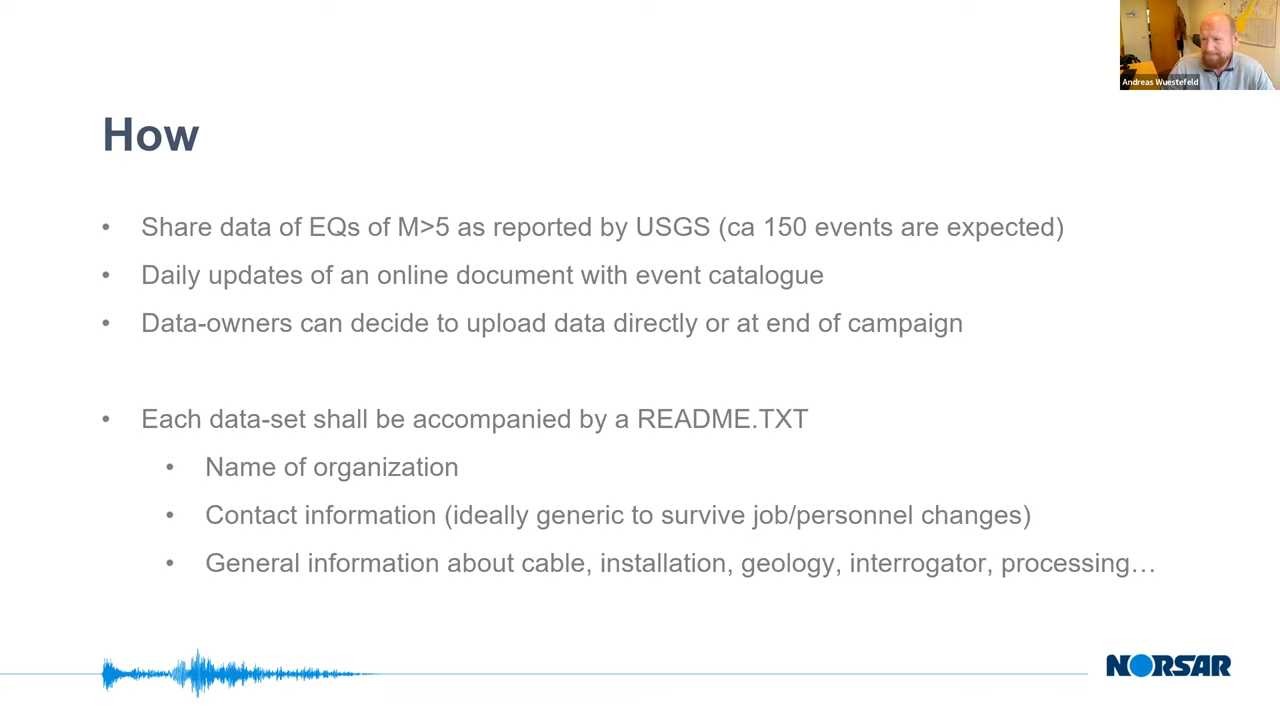 Andreas Wuestefeld
How
• Share data of EQs of M>5 as reported by USGS (ca 150 events are expected)
• Daily updates of an online document with event catalogue
• Data-owners can decide to upload data directly or at end of campaign
• Each data-set shall be accompanied by a README.TXT
• Name of organization
• Contact information (ideally generic to survive job/personnel changes)
• General information about cable, installation, geology, interrogator, processing…
NORSAR